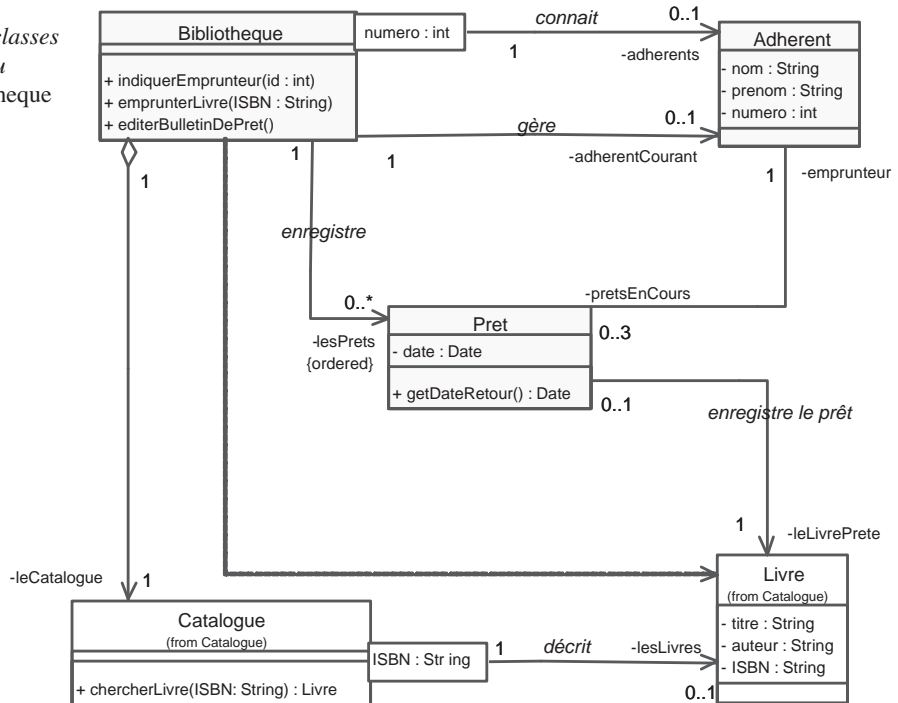 classes
u
heque
Bibliotheque
+ indiquerEmprunteur(id : int)
+ emprunterLivre(ISBN : String)
+ editerBulletinDePret()
numero : int
connait
1
0..1
-adherents
Adherent
- nom : String
- prenom : String
- numero : int
gère
1
0..1
-adherentCourant
1
1
1
-emprunteur
enregistre
0..*
-lesPrets
{ordered}
-pretsEnCours
0..3
Pret
- date : Date
+ getDateRetour() : Date
0..1
enregistre le prêt
1
-leLivrePrete
-leCatalogue
1
Livre
(from Catalogue)
- titre : String
- auteur : String
- ISBN : String
Catalogue
(from Catalogue)
+ chercherLivre(ISBN: String) : Livre
ISBN : Str ing
1
décrit
-lesLivres
0..1